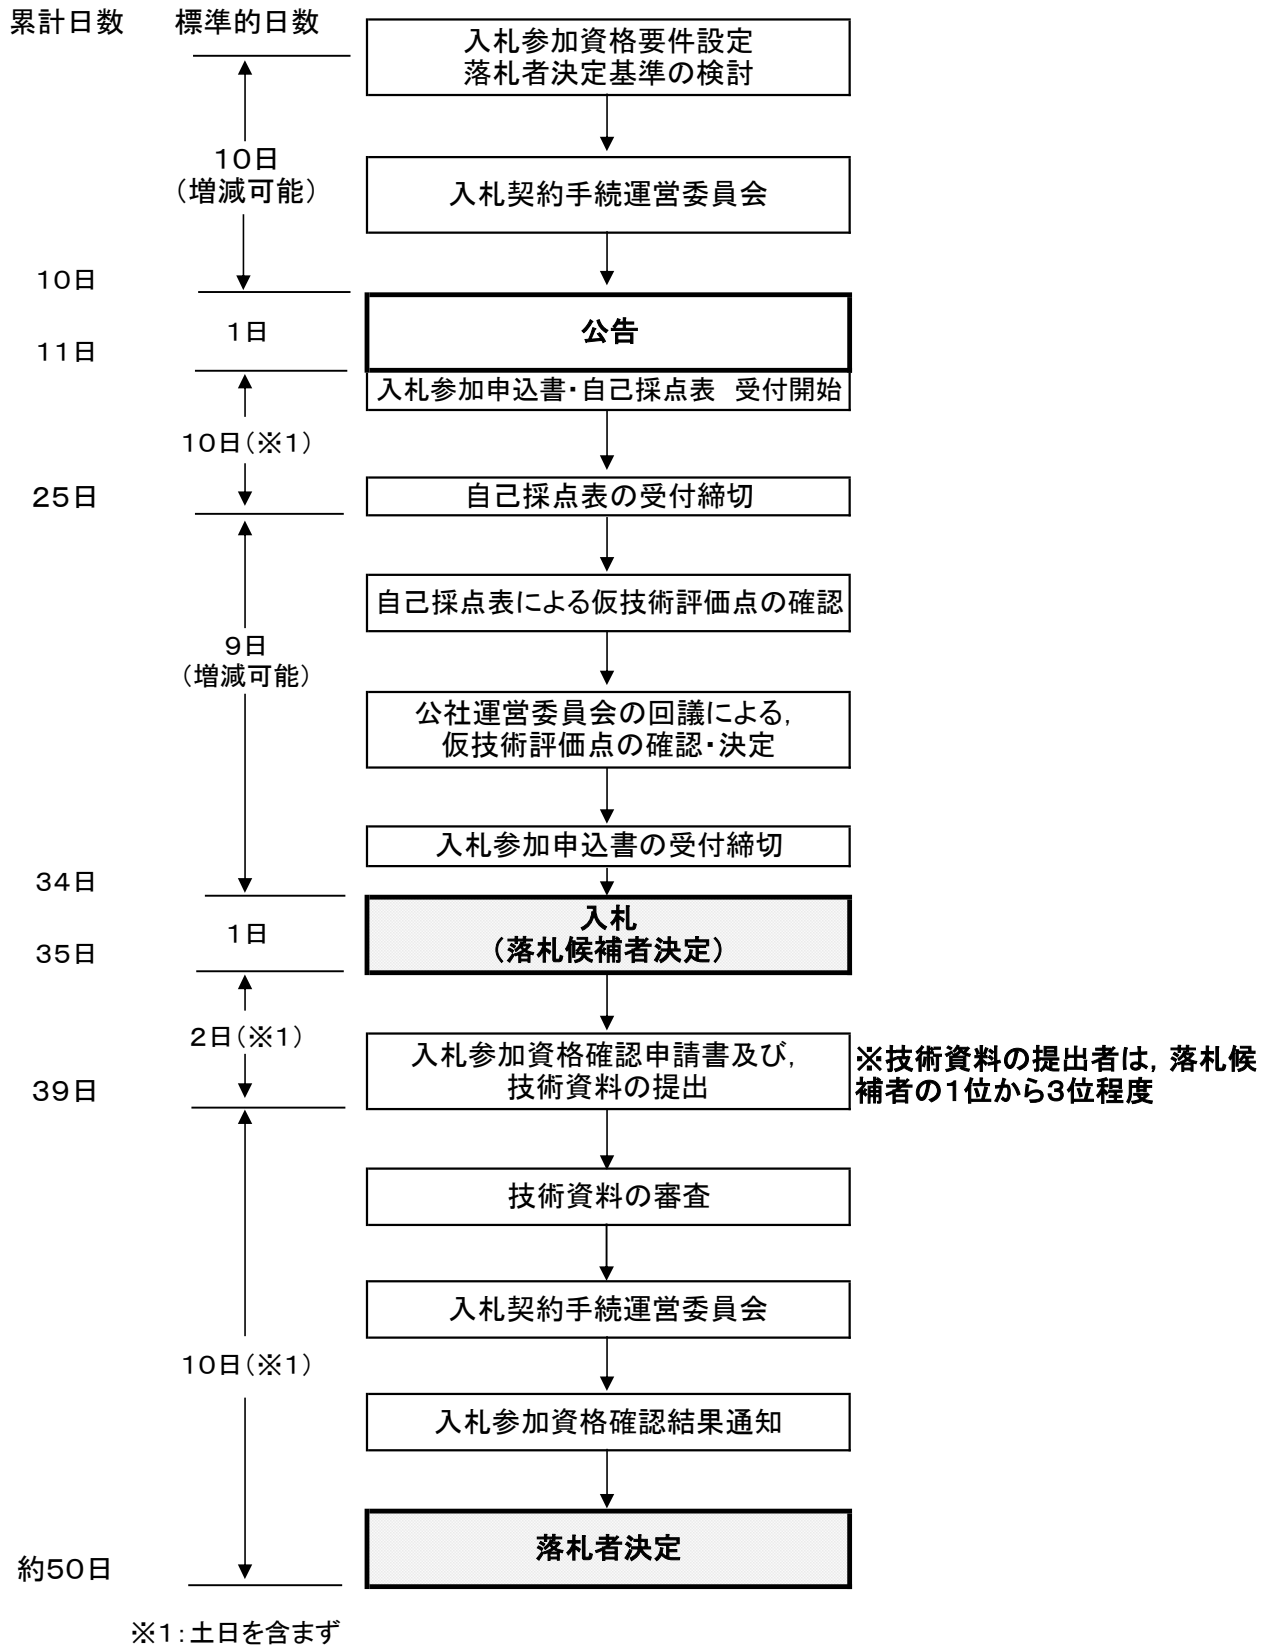 累計日数 標準的日数
入札参加資格要件設定
落札者決定基準の検討
10日
（増減可能）
入札契約手続運営委員会
10日
公告
1日
11日
入札参加申込書・自己採点表　受付開始
10日（※1）
25日
自己採点表の受付締切
自己採点表による仮技術評価点の確認
9日
（増減可能）
公社運営委員会の回議による，
仮技術評価点の確認・決定
入札参加申込書の受付締切
34日
入札
（落札候補者決定）
1日
35日
2日（※1）
入札参加資格確認申請書及び，
技術資料の提出
※技術資料の提出者は，落札候
補者の1位から3位程度
39日
技術資料の審査
入札契約手続運営委員会
10日（※1）
入札参加資格確認結果通知
落札者決定
約50日
※1：土日を含まず